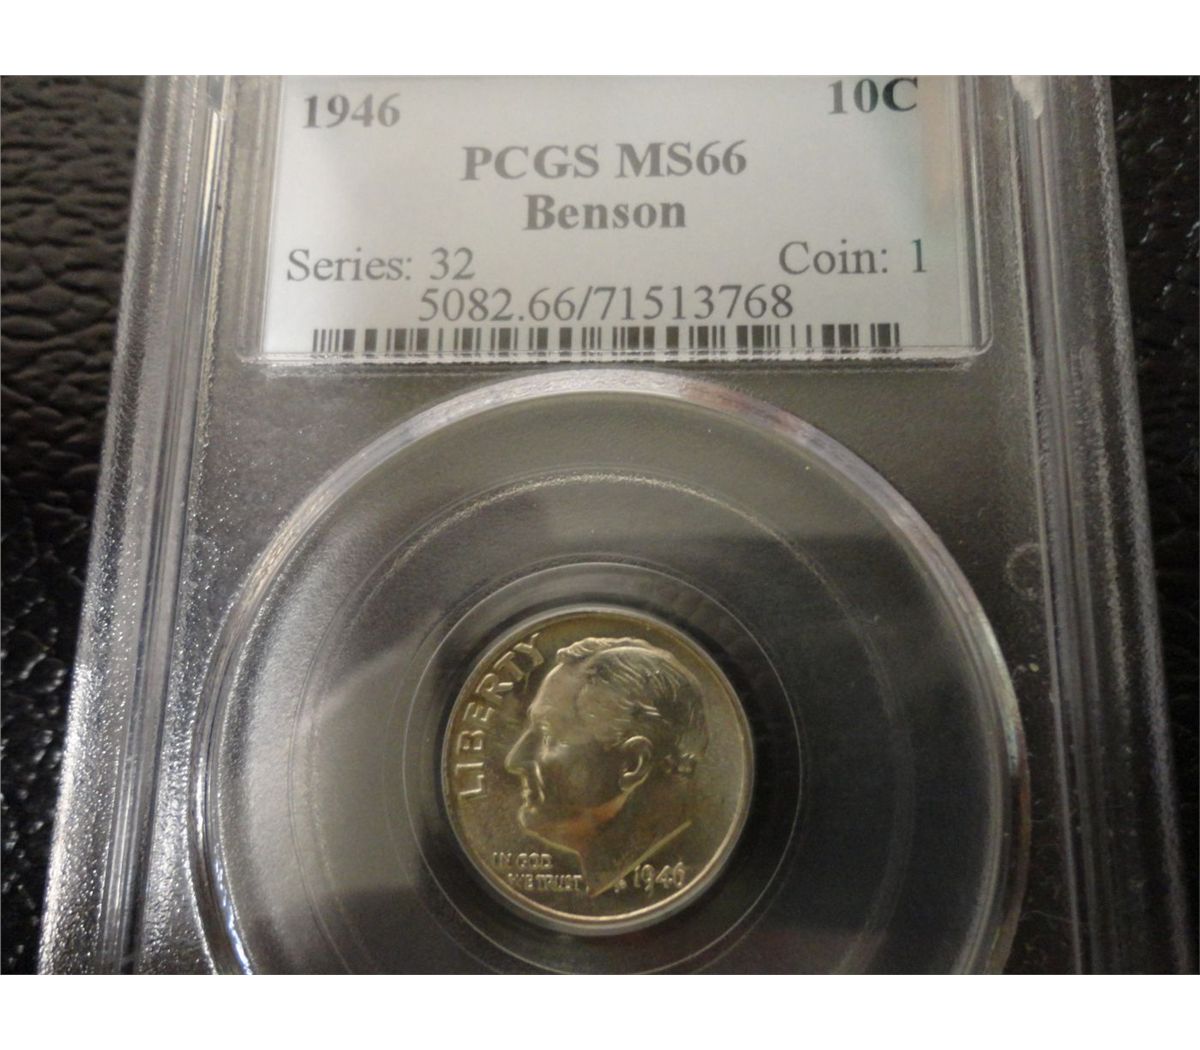 1946 10C
PCGS MS66
Benson
Series: 32 Coin: 1
5082.66/71513768
LIBERTY
IN GOD
WE TRUST
1946